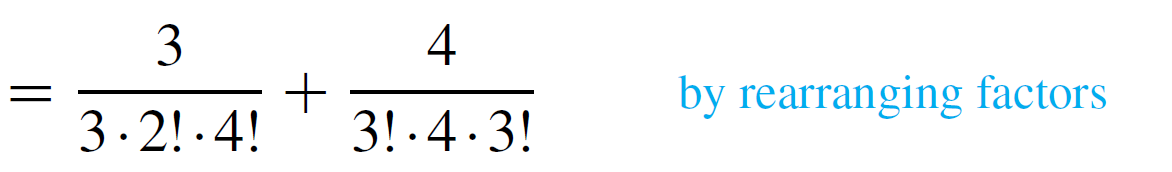 = 3/(3·2!·4!) + 4/(3!·4·3!) by rearranging factors